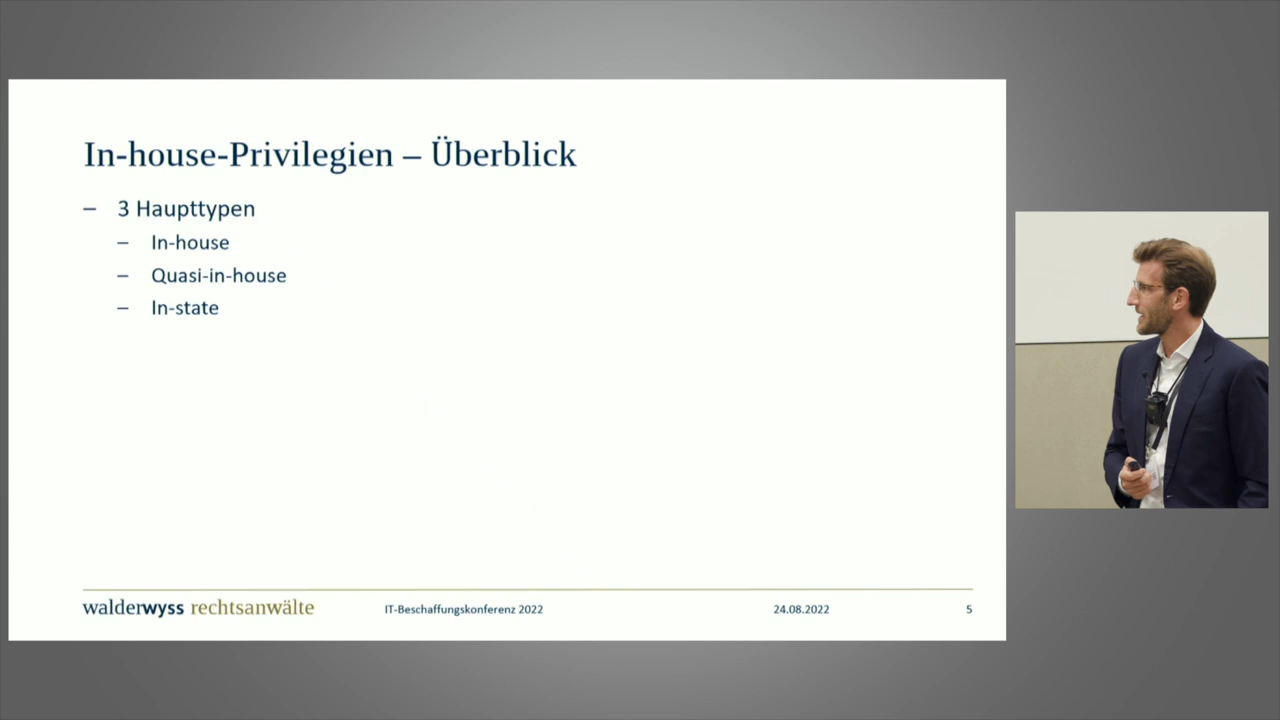 In-house-Privilegien – Überblick
– 3 Haupttypen
– In-house
– Quasi-in-house
– In-state
walderwyss rechtsanwälte IT-Beschaffungskonferenz 2022 24.08.2022 5